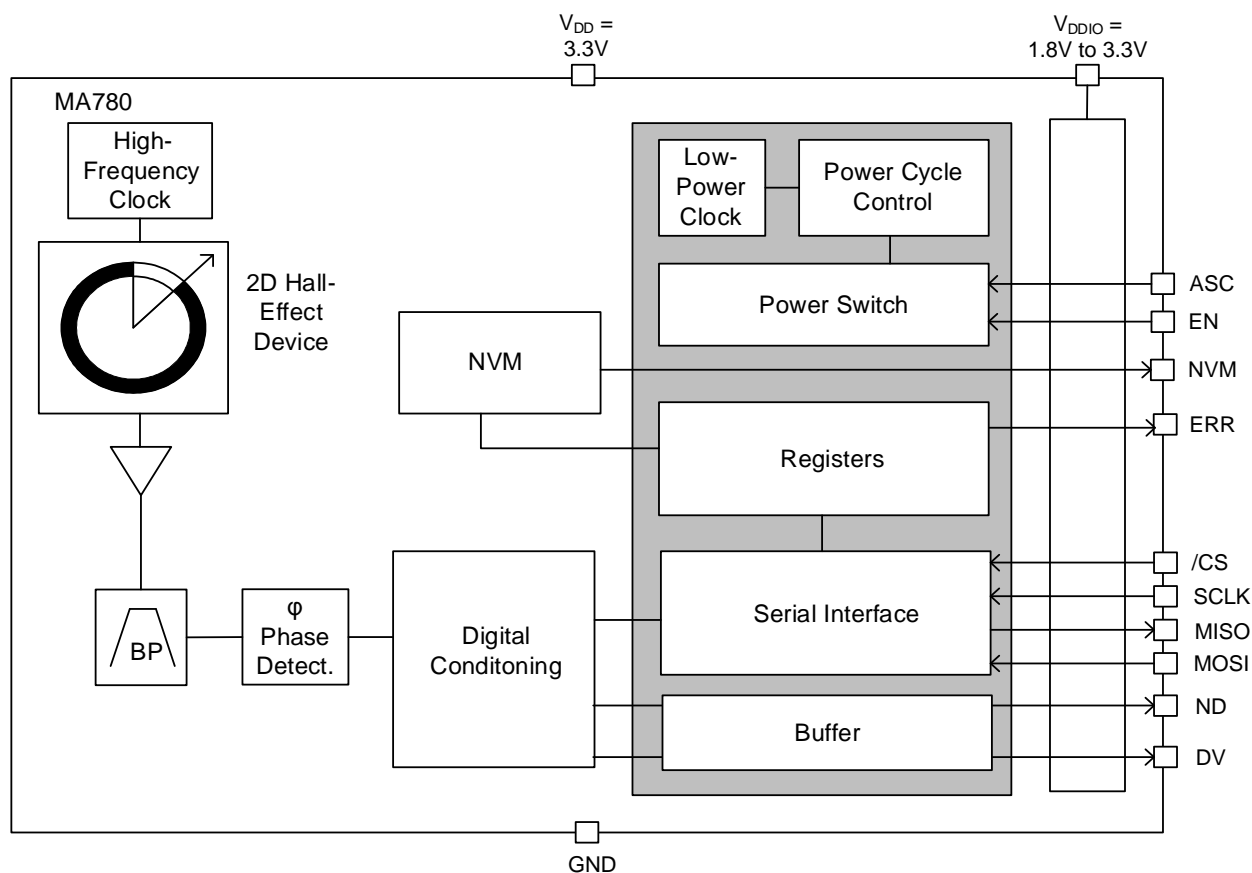 V_DD =
3.3V
V_DDIO =
1.8V to 3.3V
MA780
High-
Frequency
Clock
2D Hall-
Effect
Device
Low-
Power
Clock
Power Cycle
Control
Power Switch
ASC
EN
NVM
NVM
ERR
Registers
BP
φ
Phase
Detect.
Digital
Conditoning
Serial Interface
/CS
SCLK
MISO
MOSI
Buffer
ND
DV
GND